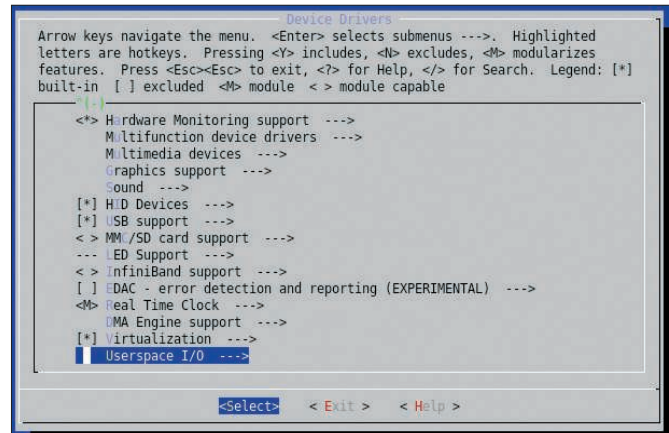 Device Drivers
Arrow keys navigate the menu. <Enter> selects submenus --->. Highlighted
letters are hotkeys. Pressing <Y> includes, <N> excludes, <M> modularizes
features. Press <Esc><Esc> to exit, <?> for Help, </> for Search. Legend: [*]
built-in [ ] excluded <M> module < > module capable
^(-)
<*> Hardware Monitoring support --->
Multifunction device drivers --->
Multimedia devices --->
Graphics support --->
Sound --->
[*] HID Devices --->
[*] USB support --->
< > MMC/SD card support --->
--- LED Support --->
< > InfiniBand support --->
[ ] EDAC - error detection and reporting (EXPERIMENTAL) --->
<M> Real Time Clock --->
DMA Engine support --->
[*] Virtualization --->
Userspace I/O --->
<Select> < Exit > < Help >